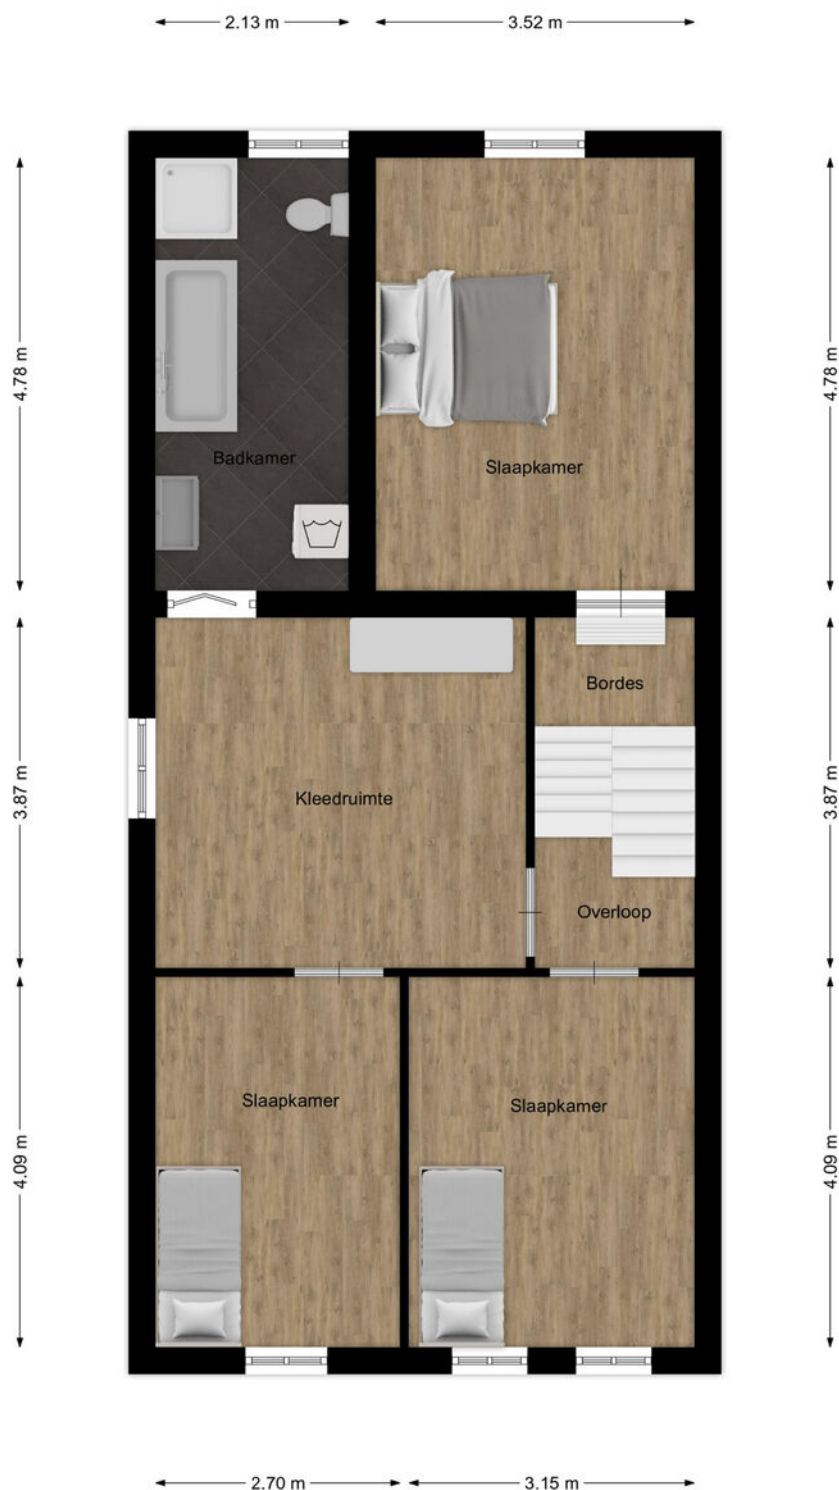 2.13 m
3.52 m
4.78 m
4.78 m
Badkamer
Slaapkamer
Bordes
3.87 m
3.87 m
Kleedruimte
Overloop
Slaapkamer
Slaapkamer
4.09 m
4.09 m
2.70 m
3.15 m